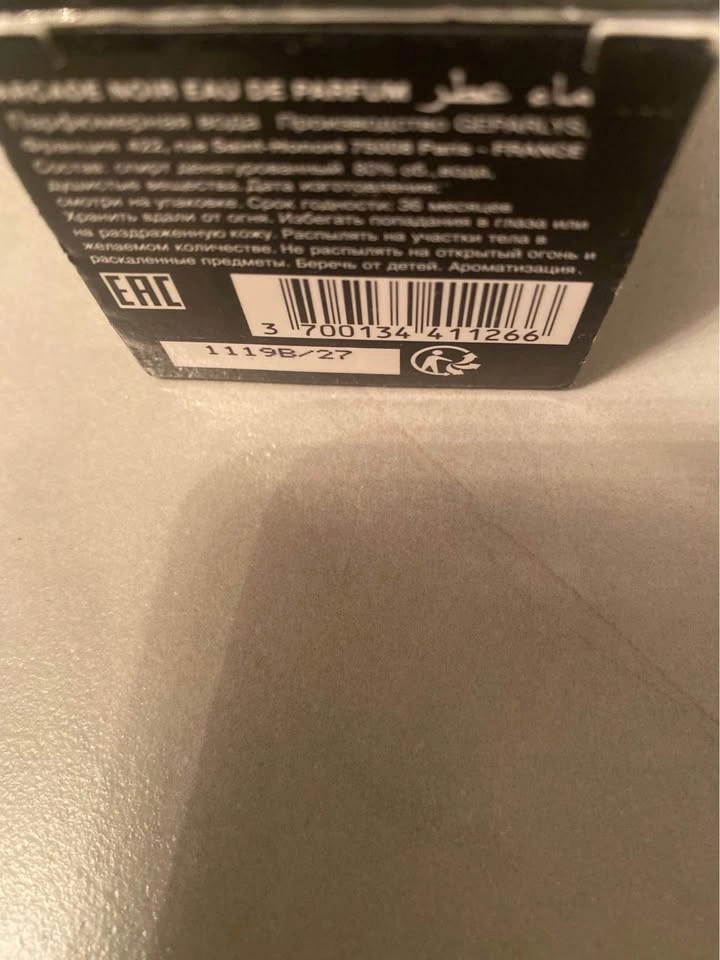 ARCADE NOIR EAU DE PARFUM ماء عطر
Парфюмерная вода Производство GEPARLYS,
Франция 422, rue Saint-Honoré 75008 Paris - FRANCE
Состав: спирт денатурированный 80% об., вода,
душистые вещества. Дата изготовления:
смотри на упаковке. Срок годности: 36 месяцев
Хранить вдали от огня. Избегать попадания в глаза или
на раздраженную кожу. Распылять на участки тела в
желаемом количестве. Не распылять на открытый огонь и
раскаленные предметы. Беречь от детей. Ароматизация.
EAC
3 700134 411266
1119B/27